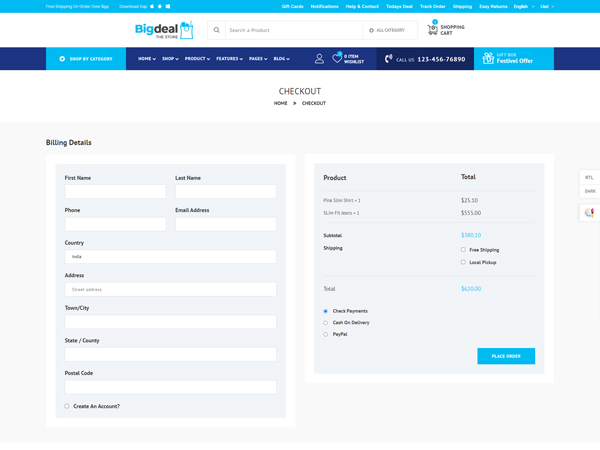 Free Shipping On Order Over $99 Download App Gift Cards Notifications Help & Contact Todays Deal Track Order Shipping Easy Returns English Usd
Bigdeal
THE STORE
Search a Product
ALL CATEGORY
0
SHOPPING
CART
SHOP BY CATEGORY
HOME SHOP PRODUCT FEATURES PAGES BLOG
0 ITEM
WISHLIST
CALL US 123-456-76890
GIFT BOX
Festivel Offer
CHECKOUT
HOME » CHECKOUT
Billing Details
First Name Last Name
Phone Email Address
Country
India
Address
Street address
Town/City
State / County
Postal Code
Create An Account?
Product Total
Pink Slim Shirt × 1 $25.10
SLim Fit Jeans × 1 $555.00
Subtotal $380.10
Shipping
Free Shipping
Local Pickup
Total $620.00
Check Payments
Cash On Delivery
PayPal
PLACE ORDER
RTL
DARK